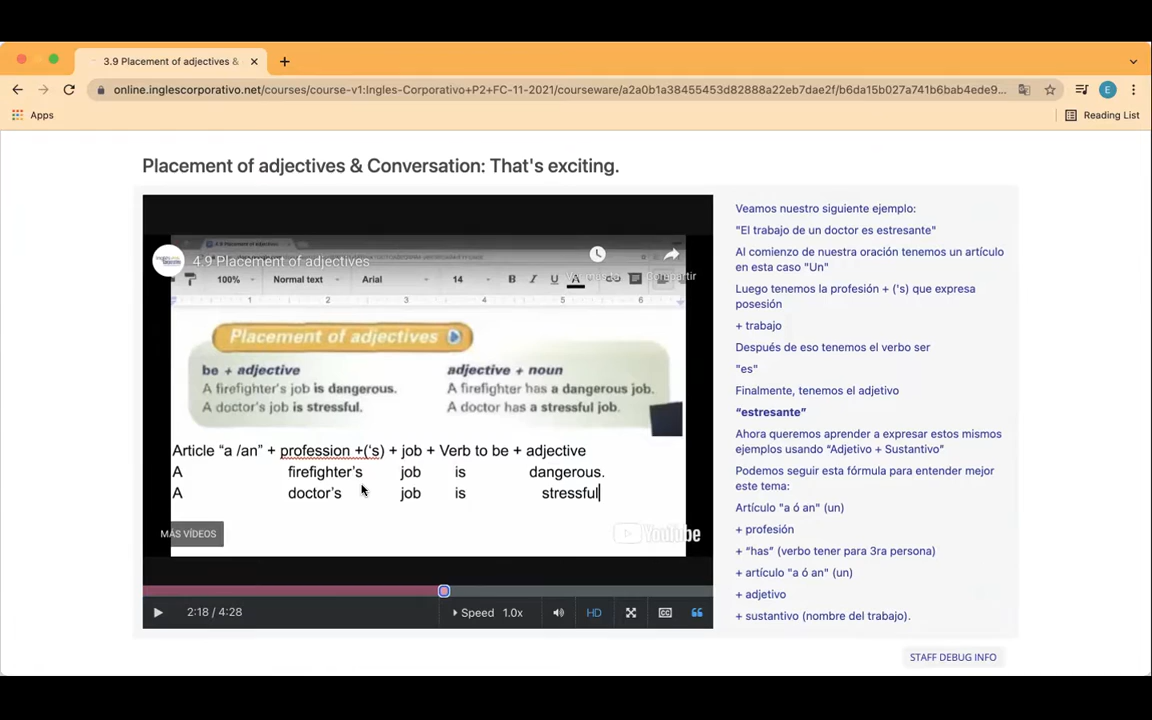 3.9 Placement of adjectives &
online.inglescorporativo.net/courses/course-v1:Ingles-Corporativo+P2+FC-11-2021/courseware/a2a0b1a38455453d82888a22eb7dae2f/b6da15b027a741b6bab4ede9...
E
Apps
Reading List
Placement of adjectives & Conversation: That's exciting.
4.9 Placement of adjectives
Compartir
100%
Normal text
Arial
14
B I U A
1 2 3 4 5 6
Placement of adjectives
be + adjective
A firefighter's job is dangerous.
A doctor's job is stressful.
adjective + noun
A firefighter has a dangerous job.
A doctor has a stressful job.
Article “a /an” + profession +(‘s) + job + Verb to be + adjective
A firefighter’s job is dangerous.
A doctor’s job is stressful
MÁS VÍDEOS
YouTube
2:18 / 4:28
Speed 1.0x
HD
CC
Veamos nuestro siguiente ejemplo:
"El trabajo de un doctor es estresante"
Al comienzo de nuestra oración tenemos un artículo
en esta caso "Un"
Luego tenemos la profesión + ('s) que expresa
posesión
+ trabajo
Después de eso tenemos el verbo ser
"es"
Finalmente, tenemos el adjetivo
“estresante”
Ahora queremos aprender a expresar estos mismos
ejemplos usando “Adjetivo + Sustantivo”
Podemos seguir esta fórmula para entender mejor
este tema:
Artículo "a ó an" (un)
+ profesión
+ “has” (verbo tener para 3ra persona)
+ artículo "a ó an" (un)
+ adjetivo
+ sustantivo (nombre del trabajo).
STAFF DEBUG INFO